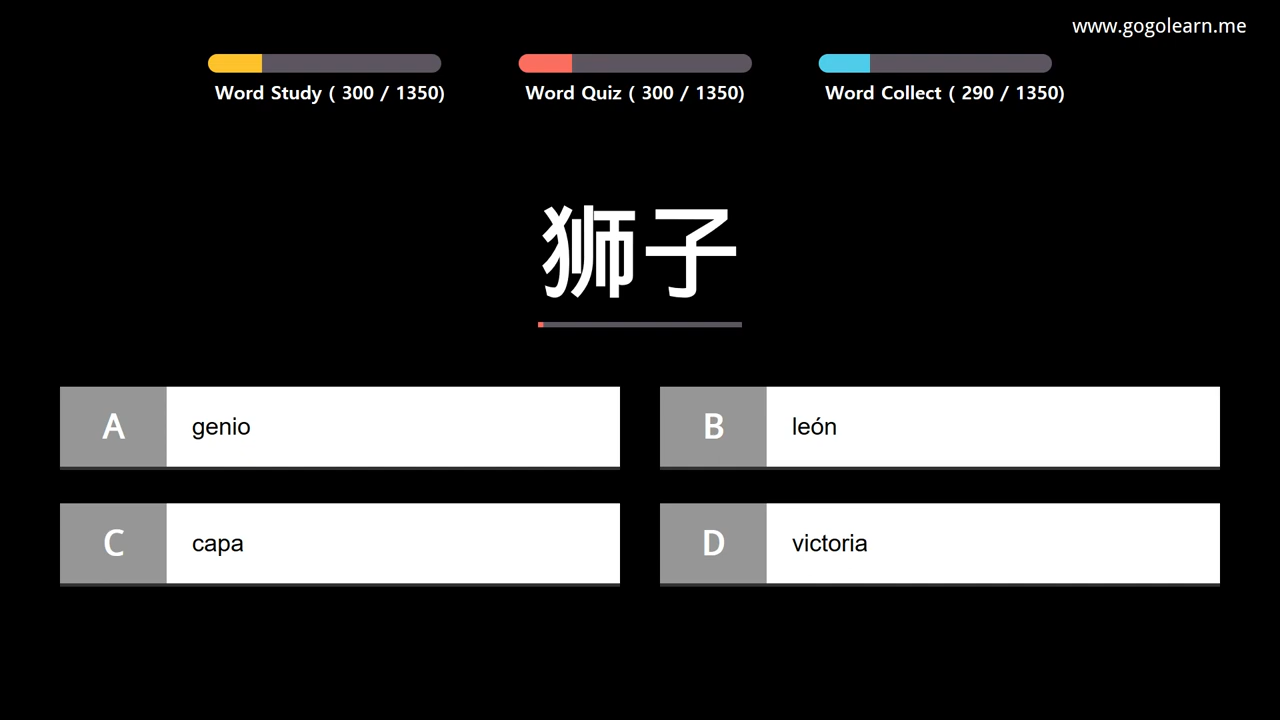 www.gogolearn.me
Word Study ( 300 / 1350)
Word Quiz ( 300 / 1350)
Word Collect ( 290 / 1350)
狮子
A genio
B león
C capa
D victoria